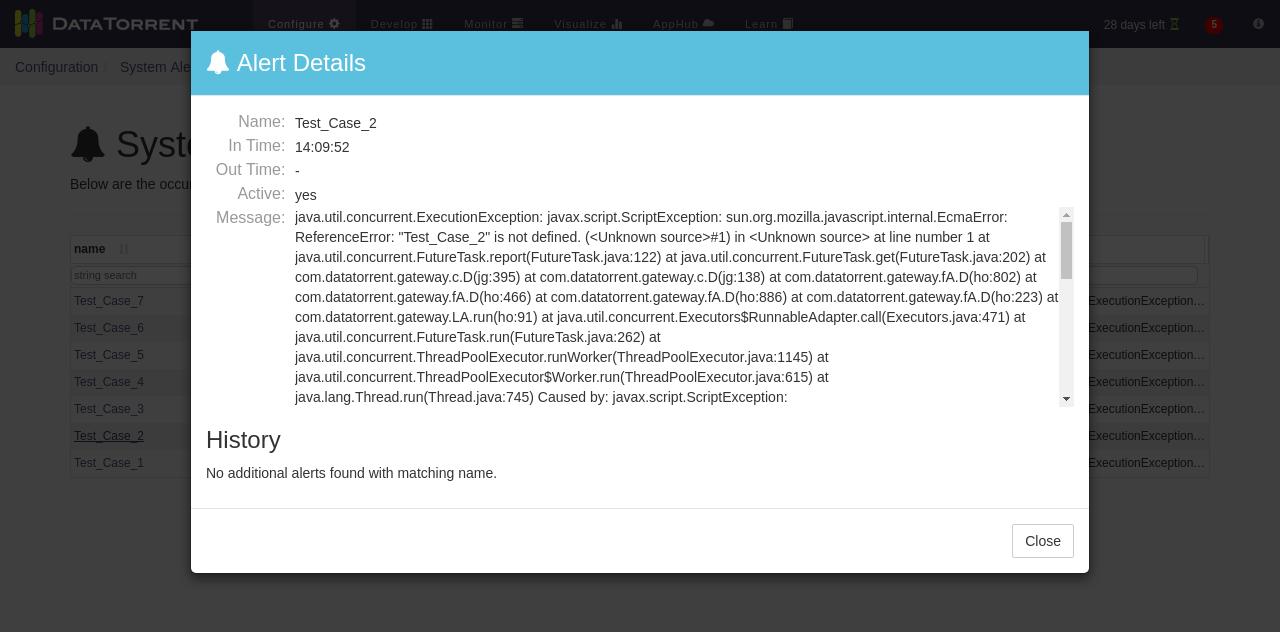 DATATORRENT
Configure
Develop
Monitor
Visualize
AppHub
Learn
28 days left
5
Configuration / System Ale
Alert Details
Syste
Below are the occur
Name: Test_Case_2
In Time: 14:09:52
Out Time: -
Active: yes
Message: java.util.concurrent.ExecutionException: javax.script.ScriptException: sun.org.mozilla.javascript.internal.EcmaError:
ReferenceError: "Test_Case_2" is not defined. (<Unknown source>#1) in <Unknown source> at line number 1 at
java.util.concurrent.FutureTask.report(FutureTask.java:122) at java.util.concurrent.FutureTask.get(FutureTask.java:202) at
com.datatorrent.gateway.c.D(jg:395) at com.datatorrent.gateway.c.D(jg:138) at com.datatorrent.gateway.fA.D(ho:802) at
com.datatorrent.gateway.fA.D(ho:466) at com.datatorrent.gateway.fA.D(ho:886) at com.datatorrent.gateway.fA.D(ho:223) at
com.datatorrent.gateway.LA.run(ho:91) at java.util.concurrent.Executors$RunnableAdapter.call(Executors.java:471) at
java.util.concurrent.FutureTask.run(FutureTask.java:262) at
java.util.concurrent.ThreadPoolExecutor.runWorker(ThreadPoolExecutor.java:1145) at
java.util.concurrent.ThreadPoolExecutor$Worker.run(ThreadPoolExecutor.java:615) at
java.lang.Thread.run(Thread.java:745) Caused by: javax.script.ScriptException:
History
No additional alerts found with matching name.
Close
name
string search
Test_Case_7 ExecutionException…
Test_Case_6 ExecutionException…
Test_Case_5 ExecutionException…
Test_Case_4 ExecutionException…
Test_Case_3 ExecutionException…
Test_Case_2 ExecutionException…
Test_Case_1 ExecutionException…